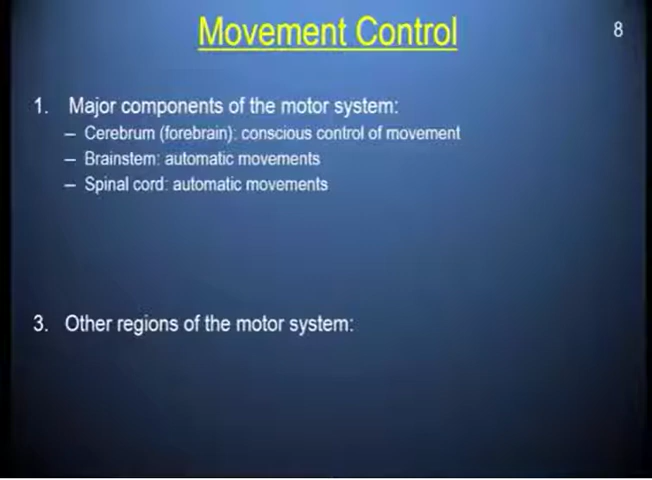 Movement Control
8
1. Major components of the motor system:
– Cerebrum (forebrain): conscious control of movement
– Brainstem: automatic movements
– Spinal cord: automatic movements
3. Other regions of the motor system: